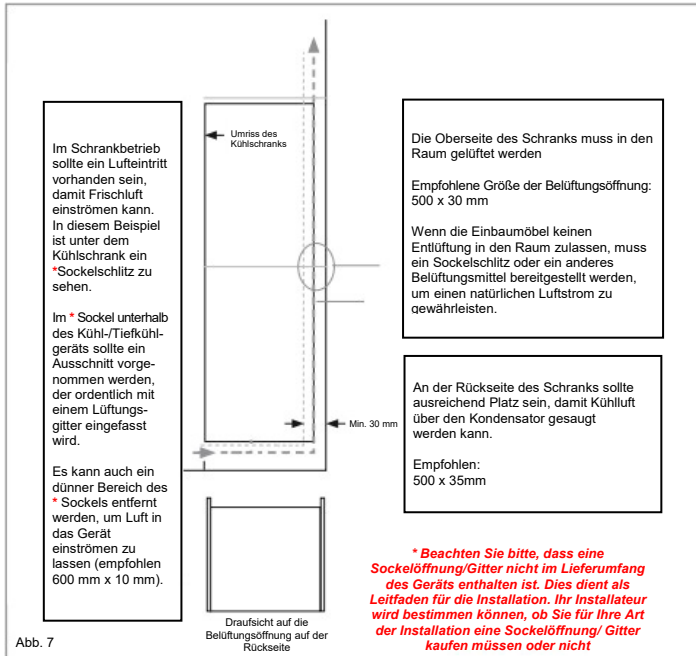 Im Schrankbetrieb
sollte ein Lufteintritt
vorhanden sein,
damit Frischluft
einströmen kann.
In diesem Beispiel
ist unter dem
Kühlschrank ein
*Sockelschlitz zu
sehen.
Im * Sockel unterhalb
des Kühl-/Tiefkühl-
geräts sollte ein
Ausschnitt vorge-
nommen werden,
der ordentlich mit
einem Lüftungs-
gitter eingefasst
wird.
Es kann auch ein
dünner Bereich des
* Sockels entfernt
werden, um Luft in
das Gerät
einströmen zu
lassen (empfohlen
600 mm x 10 mm).
Umriss des
Kühlschranks
Min. 30 mm
Die Oberseite des Schranks muss in den
Raum gelüftet werden
Empfohlene Größe der Belüftungsöffnung:
500 x 30 mm
Wenn die Einbaumöbel keinen
Entlüftung in den Raum zulassen, muss
ein Sockelschlitz oder ein anderes
Belüftungsmittel bereitgestellt werden,
um einen natürlichen Luftstrom zu
gewährleisten.
An der Rückseite des Schranks sollte
ausreichend Platz sein, damit Kühlluft
über den Kondensator gesaugt
werden kann.
Empfohlen:
500 x 35mm
* Beachten Sie bitte, dass eine
Sockelöffnung/Gitter nicht im Lieferumfang
des Geräts enthalten ist. Dies dient als
Leitfaden für die Installation. Ihr Installateur
wird bestimmen können, ob Sie für Ihre Art
der Installation eine Sockelöffnung/ Gitter
kaufen müssen oder nicht
Draufsicht auf die
Belüftungsöffnung auf der
Rückseite
Abb. 7